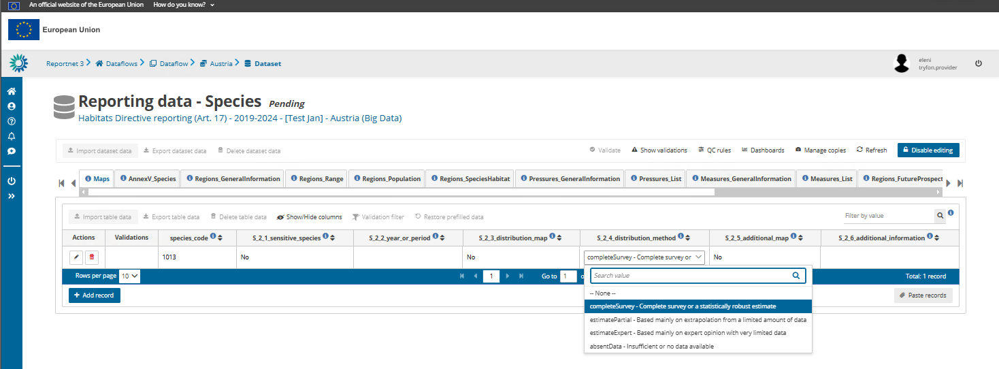 An official website of the European Union How do you know?
European Union
Reportnet 3 Dataflows Dataflow Austria Dataset
eleni
tryfon.provider
Reporting data - Species Pending
Habitats Directive reporting (Art. 17) - 2019-2024 - [Test Jan] - Austria (Big Data)
Import dataset data Export dataset data Delete dataset data Validate Show validations QC rules Dashboards Manage copies Refresh Disable editing
Maps AnnexV_Species Regions_GeneralInformation Regions_Range Regions_Population Regions_SpeciesHabitat Pressures_GeneralInformation Pressures_List Measures_GeneralInformation Measures_List Regions_FutureProspect
Import table data Export table data Delete table data Show/Hide columns Validation filter Restore prefilled data Filter by value
Actions Validations species_code S_2_1_sensitive_species S_2_2_year_or_period S_2_3_distribution_map S_2_4_distribution_method S_2_5_additional_map S_2_6_additional_information
1013 No No completeSurvey - Complete survey or No
Rows per page 10 1 Go to 1 Total: 1 record
Search value
Add record Paste records
-- None --
completeSurvey - Complete survey or a statistically robust estimate
estimatePartial - Based mainly on extrapolation from a limited amount of data
estimateExpert - Based mainly on expert opinion with very limited data
absentData - Insufficient or no data available